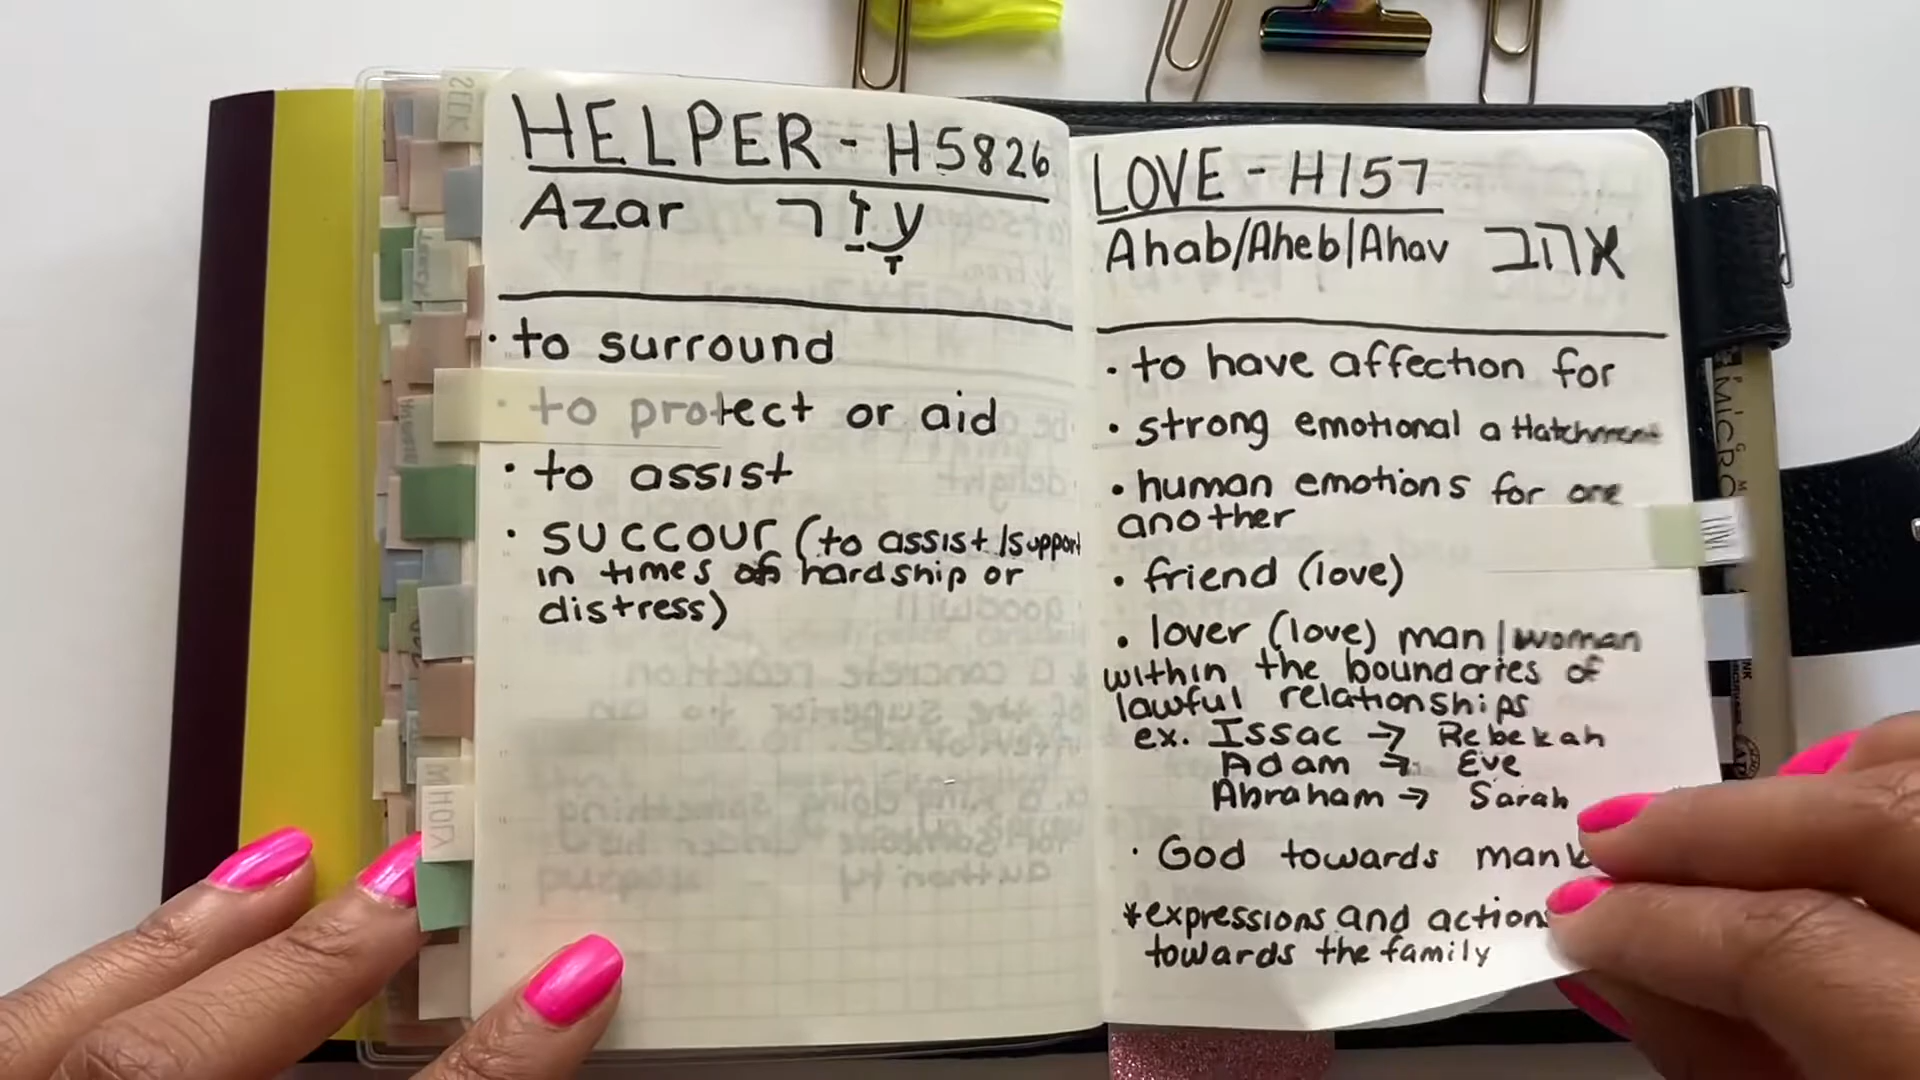 HELPER - H5826
Azar עָזַר
• to surround
• to protect or aid
• to assist
• succour (to assist/support
in times of hardship or
distress)
LOVE - H157
Ahab/Aheb/Ahav אהב
• to have affection for
• strong emotional attatchment
• human emotions for one
another
• friend (love)
• lover (love) man/woman
within the boundaries of
lawful relationships
ex. Issac → Rebekah
Adam → Eve
Abraham → Sarah
• God towards
*expressions and actions
towards the family
SEEK
MICRO